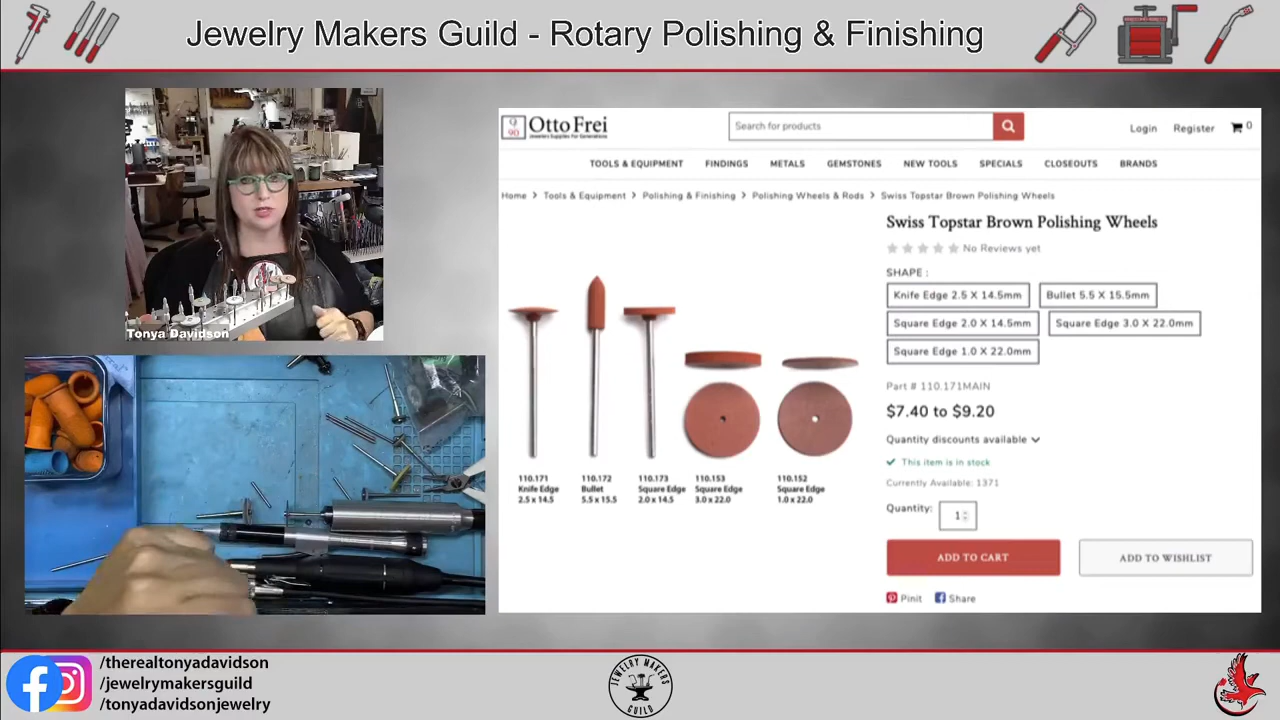 Jewelry Makers Guild - Rotary Polishing & Finishing
Tonya Davidson
Otto Frei
Jewelers Supplies For Generations
Search for products
Login Register 0
TOOLS & EQUIPMENT FINDINGS METALS GEMSTONES NEW TOOLS SPECIALS CLOSEOUTS BRANDS
Home > Tools & Equipment > Polishing & Finishing > Polishing Wheels & Rods > Swiss Topstar Brown Polishing Wheels
Swiss Topstar Brown Polishing Wheels
No Reviews yet
SHAPE :
Knife Edge 2.5 X 14.5mm Bullet 5.5 X 15.5mm
Square Edge 2.0 X 14.5mm Square Edge 3.0 X 22.0mm
Square Edge 1.0 X 22.0mm
Part # 110.171MAIN
$7.40 to $9.20
Quantity discounts available
This item is in stock
Currently Available: 1371
Quantity: 1
ADD TO CART ADD TO WISHLIST
Pinit Share
110.171 110.172 110.173 110.153 110.152
Knife Edge Bullet Square Edge Square Edge Square Edge
2.5 x 14.5 5.5 x 15.5 2.0 x 14.5 3.0 x 22.0 1.0 x 22.0
/therealtonyadavidson
/jewelrymakersguild
/tonyadavidsonjewelry
JEWELRY MAKERS
GUILD